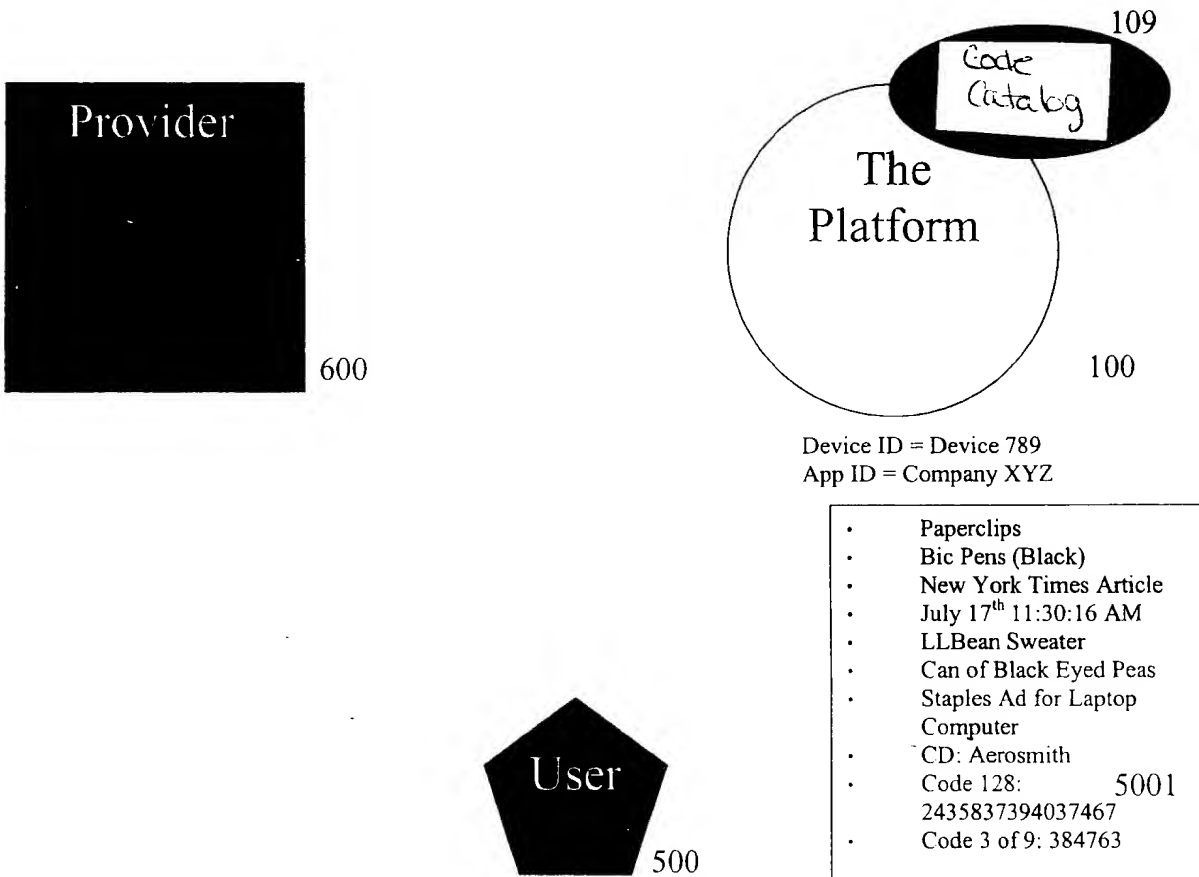 109
Code
Catalog
Provider
The
Platform
600
100
Device ID = Device 789
App ID = Company XYZ
· Paperclips
· Bic Pens (Black)
· New York Times Article
· July 17th 11:30:16 AM
· LLBean Sweater
· Can of Black Eyed Peas
· Staples Ad for Laptop
Computer
· CD: Aerosmith
· Code 128: 5001
2435837394037467
· Code 3 of 9: 384763
User
500